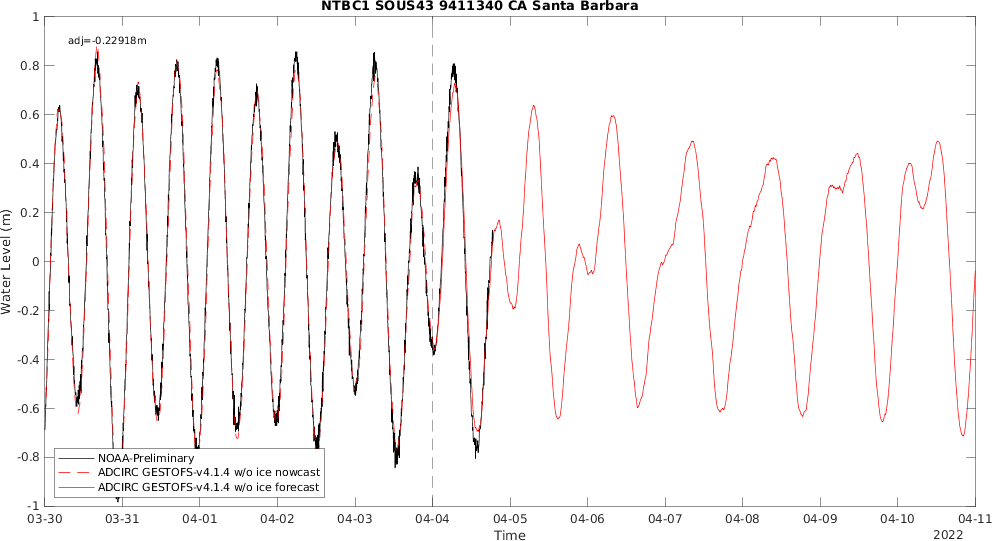 NTBC1 SOUS43 9411340 CA Santa Barbara
adj=-0.22918m
1
0.8
0.6
0.4
0.2
0
-0.2
-0.4
-0.6
-0.8
-1
Water Level (m)
NOAA-Preliminary
ADCIRC GESTOFS-v4.1.4 w/o ice nowcast
ADCIRC GESTOFS-v4.1.4 w/o ice forecast
03-30 03-31 04-01 04-02 04-03 04-04 04-05 04-06 04-07 04-08 04-09 04-10 04-11
Time
2022